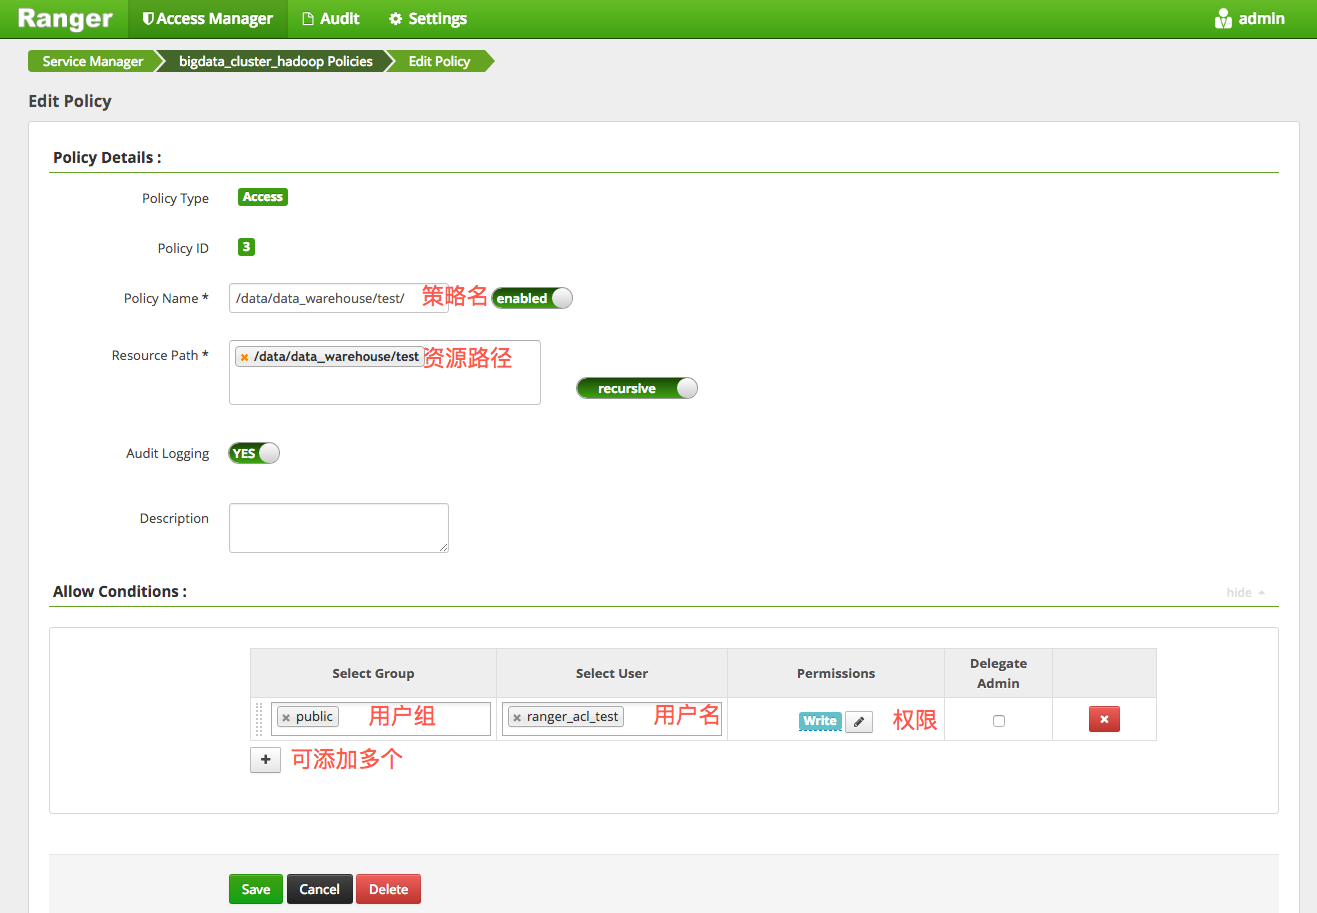 Ranger Access Manager Audit Settings admin
Service Manager bigdata_cluster_hadoop Policies Edit Policy
Edit Policy
Policy Details :
Policy Type Access
Policy ID 3
Policy Name * /data/data_warehouse/test/ 策略名 enabled
Resource Path * × /data/data_warehouse/test 资源路径
recursive
Audit Logging YES
Description
Allow Conditions : hide
Select Group Select User Permissions Delegate Admin
× public 用户组 × ranger_acl_test 用户名 Write 权限 ×
+ 可添加多个
Save Cancel Delete